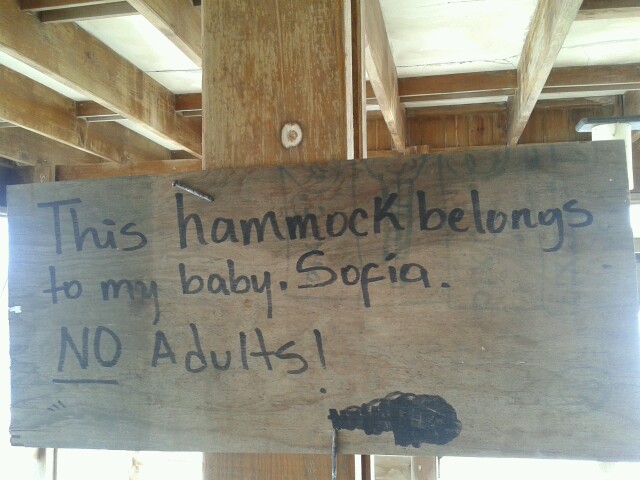 This hammock belongs
to my baby. Sofia.
NO Adults!